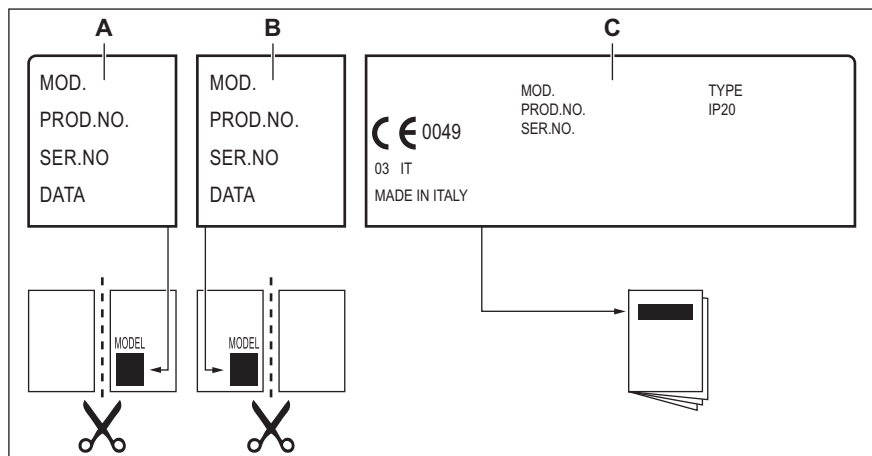 A
B
C
MOD.
PROD.NO.
SER.NO
DATA
MOD.
PROD.NO.
SER.NO
DATA
MOD.
PROD.NO.
SER.NO.
TYPE
IP20
CE 0049
03 IT
MADE IN ITALY
MODEL
MODEL